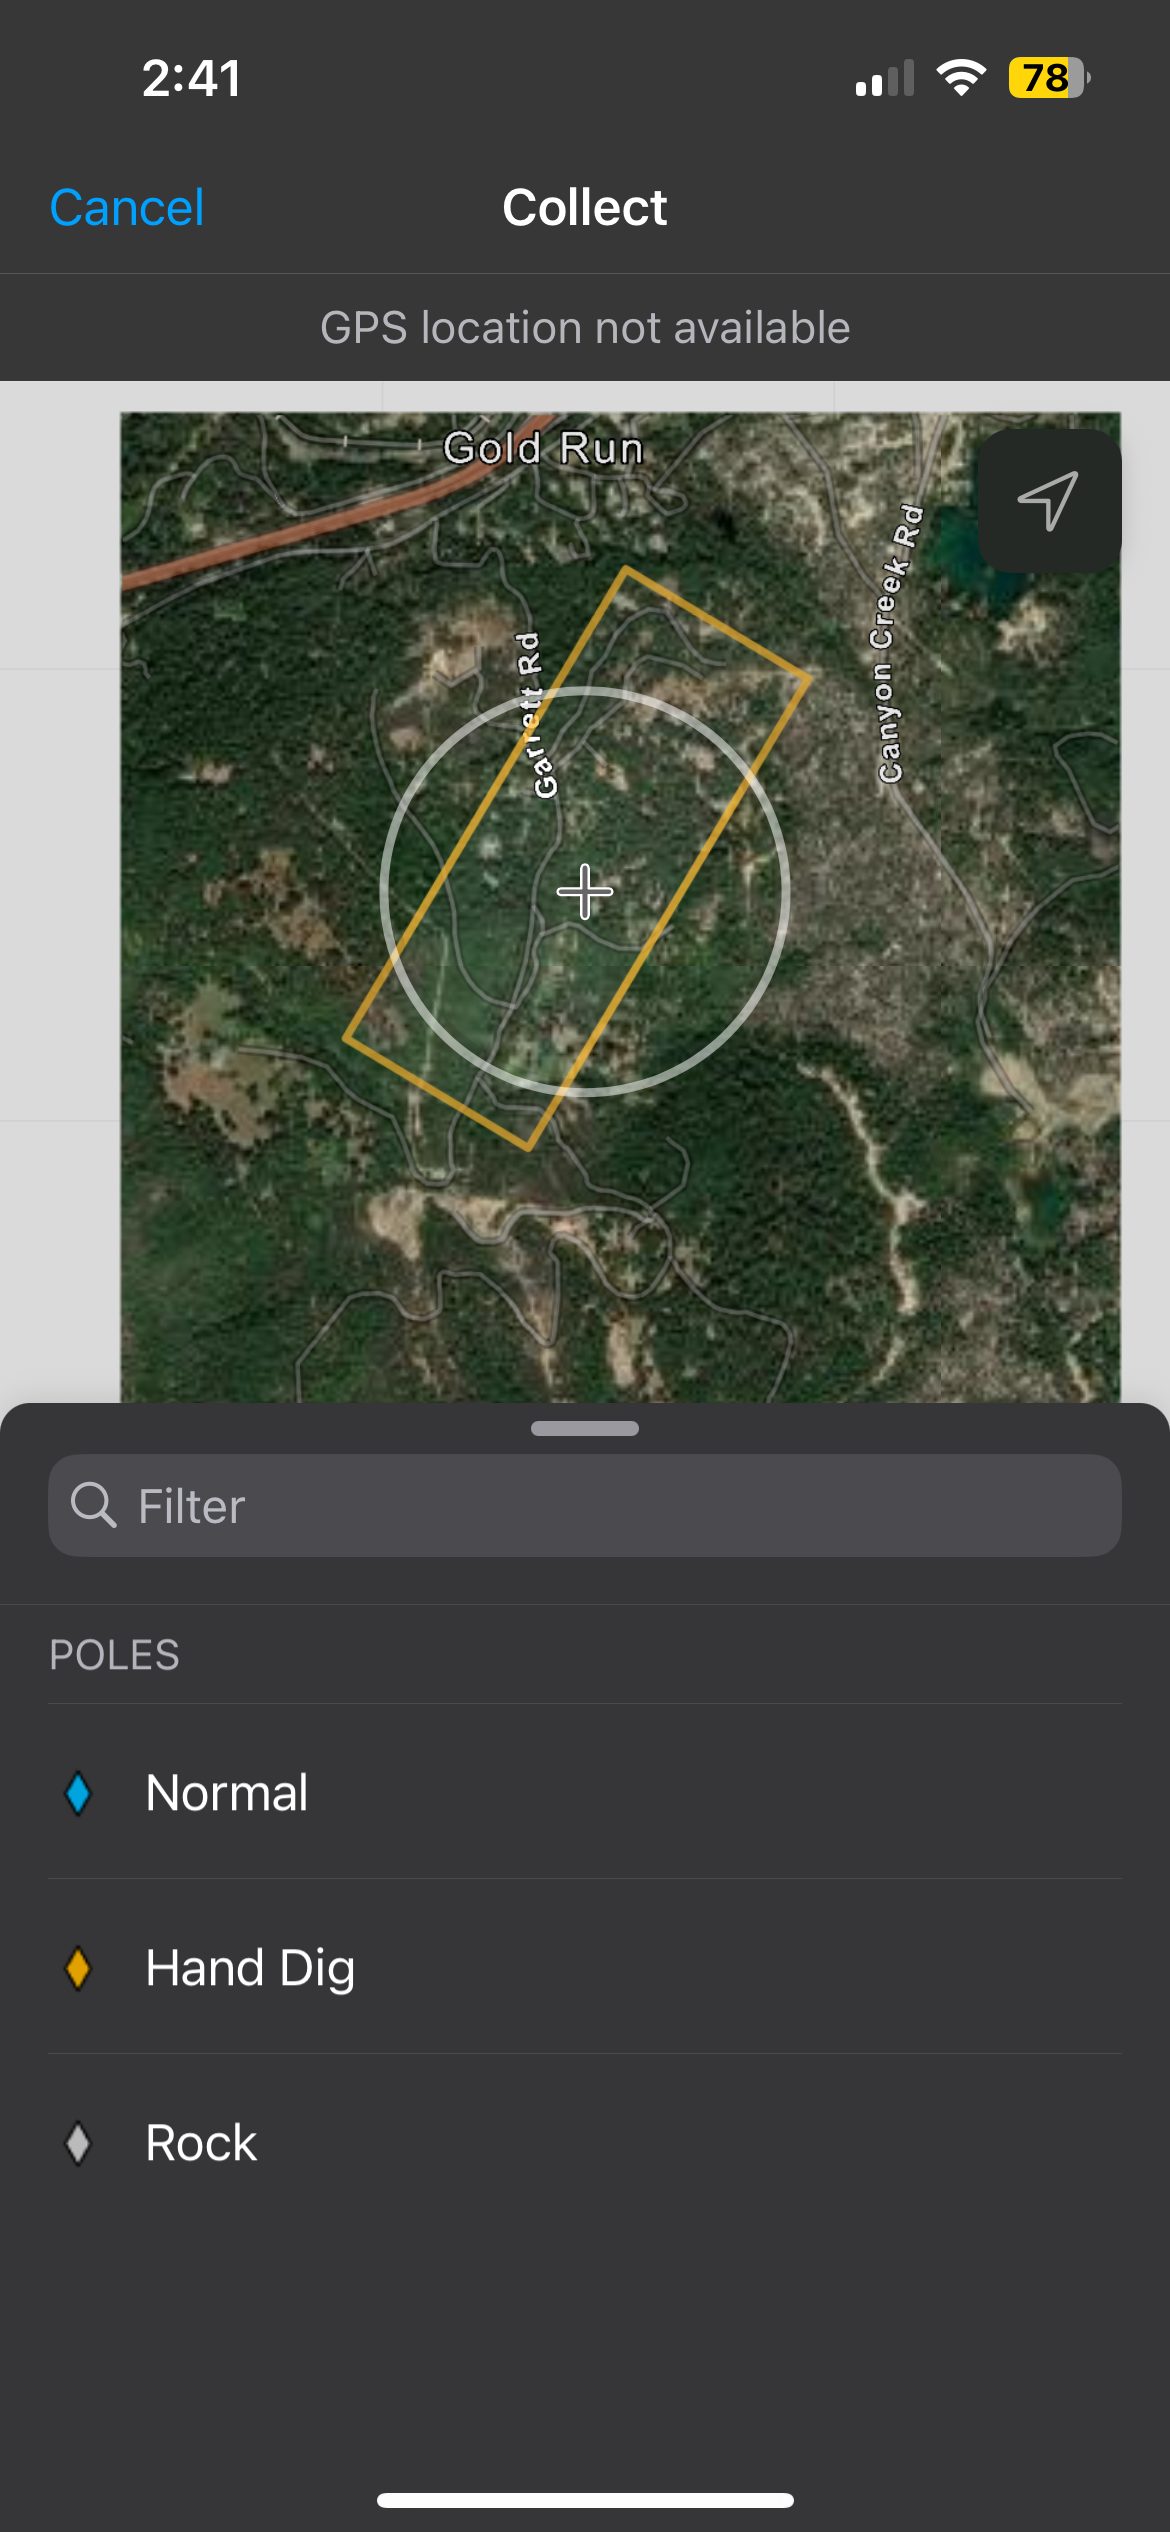 2:41
78
Cancel
Collect
GPS location not available
Gold Run
Canyon Creek Rd
Garrett Rd
Filter
POLES
Normal
Hand Dig
Rock